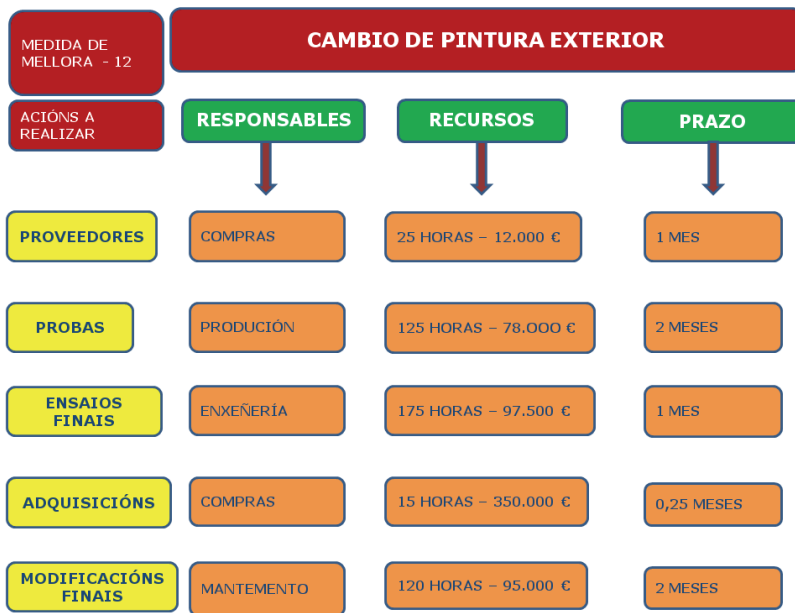 MEDIDA DE
MELLORA - 12
CAMBIO DE PINTURA EXTERIOR
ACIÓNS A
REALIZAR
RESPONSABLES
RECURSOS
PRAZO
PROVEEDORES
COMPRAS
25 HORAS – 12.000 €
1 MES
PROBAS
PRODUCIÓN
125 HORAS – 78.OOO €
2 MESES
ENSAIOS
FINAIS
ENXEÑERÍA
175 HORAS – 97.500 €
1 MES
ADQUISICIÓNS
COMPRAS
15 HORAS – 350.000 €
0,25 MESES
MODIFICACIÓNS
FINAIS
MANTEMENTO
120 HORAS – 95.000 €
2 MESES